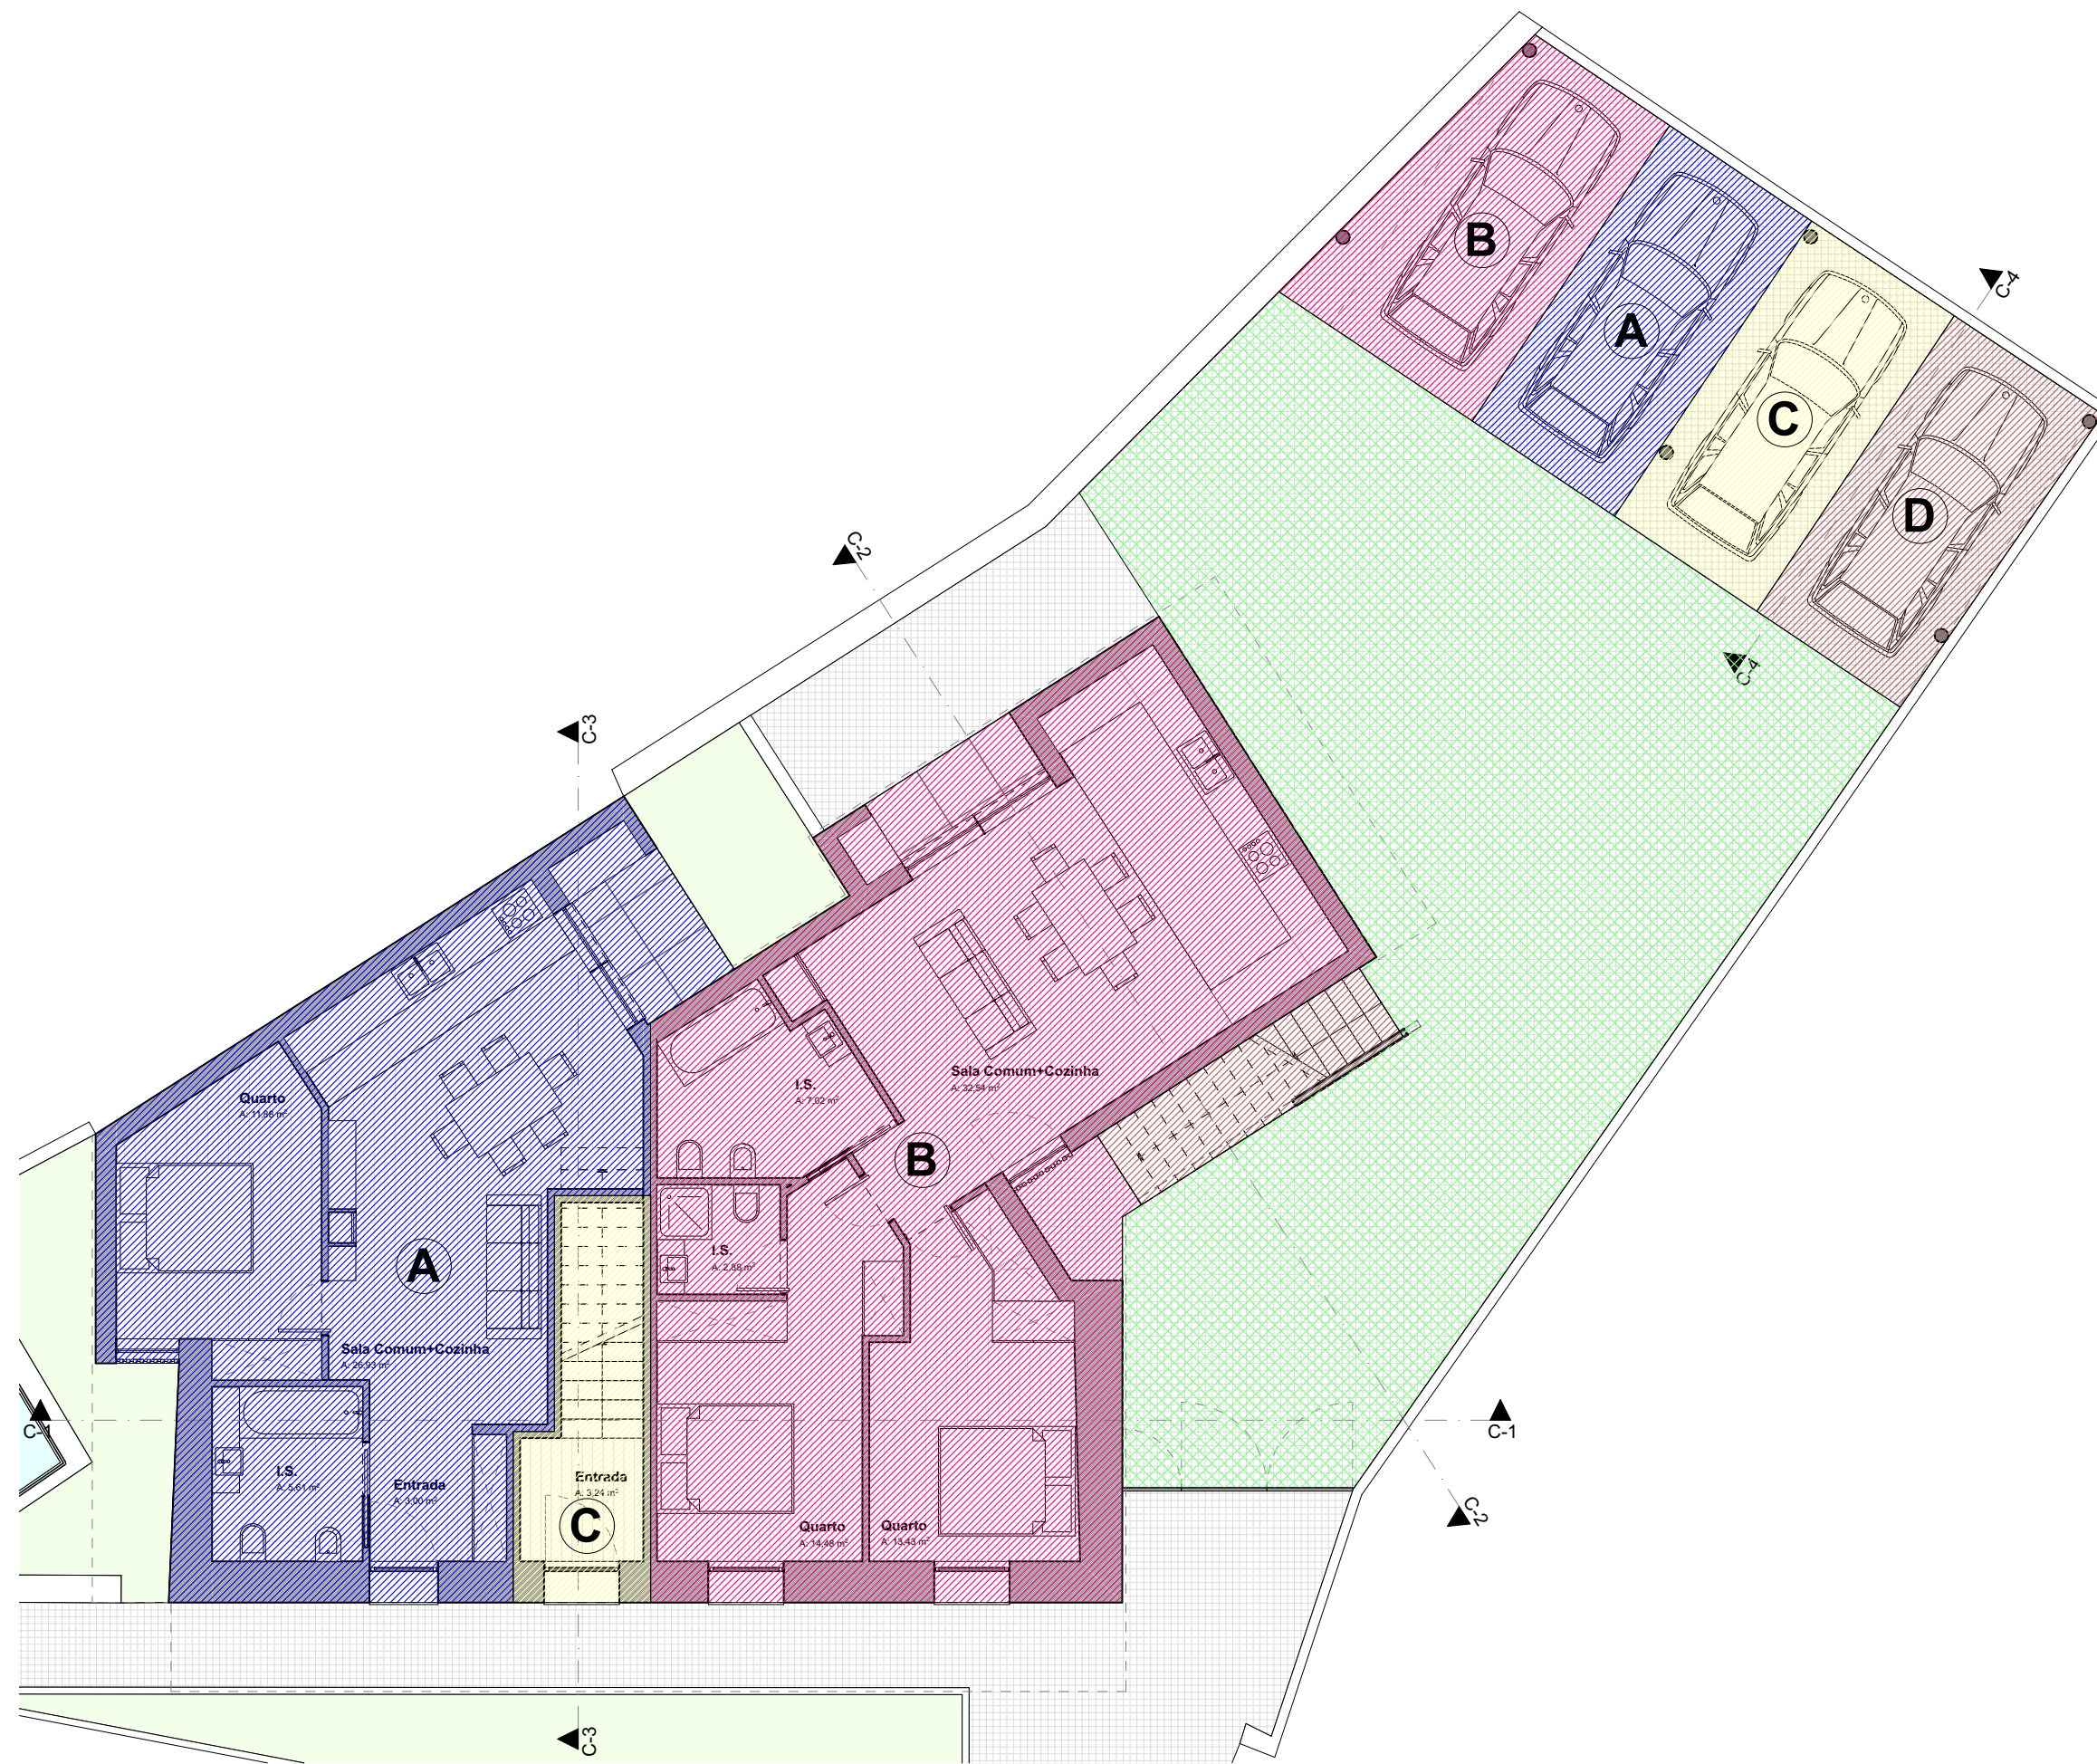 B
A
C
D
C-4
C-4
C-2
C-3
Quarto
A: 11,88 m²
I.S.
A: 7,02 m²
Sala Comum+Cozinha
A: 32,54 m²
B
A
I.S.
A: 2,88 m²
Sala Comum+Cozinha
A: 26,93 m²
C-1
C-1
I.S.
A: 5,61 m²
Entrada
A: 3,00 m²
Entrada
A: 3,24 m²
C
Quarto
A: 14,48 m²
Quarto
A: 13,43 m²
C-2
C-3